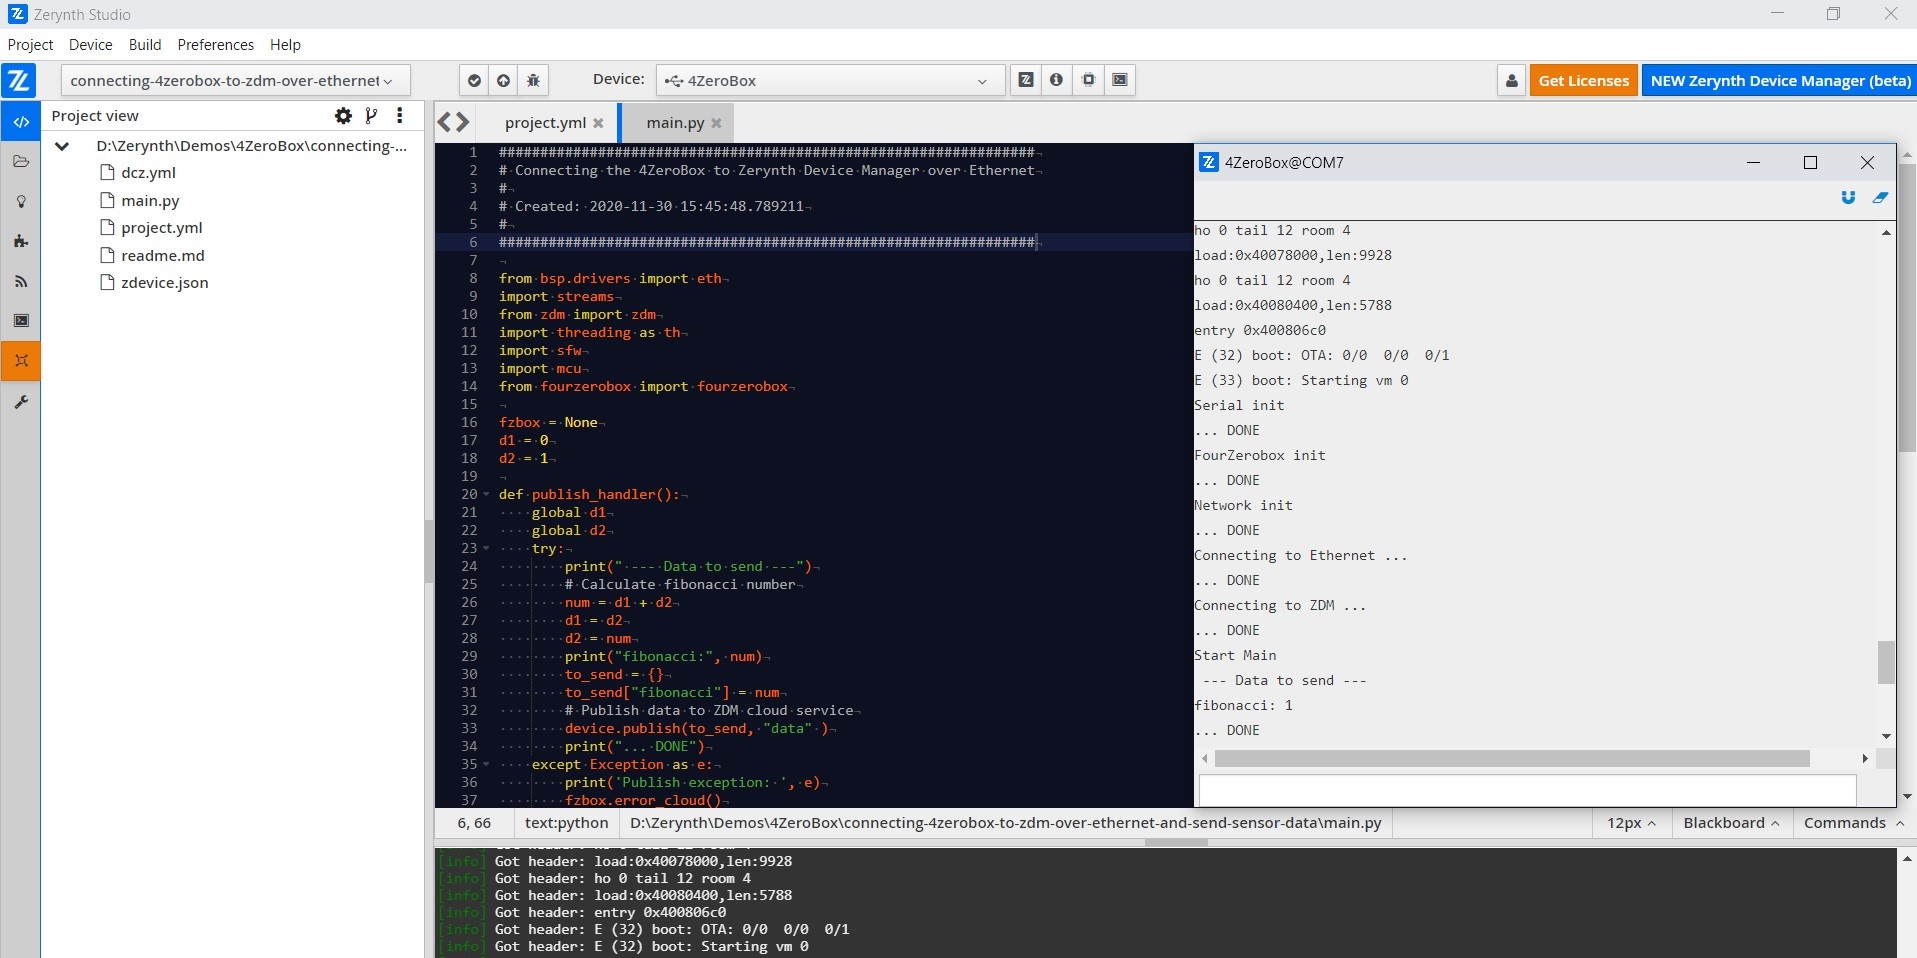 Zerynth Studio
Project Device Build Preferences Help
connecting-4zerobox-to-zdm-over-ethernet
Device: 4ZeroBox
Get Licenses
NEW Zerynth Device Manager (beta)
Project view
D:\Zerynth\Demos\4ZeroBox\connecting-...
dcz.yml
main.py
project.yml
readme.md
zdevice.json
project.yml main.py
1 #################################################################
2 # Connecting the 4ZeroBox to Zerynth Device Manager over Ethernet
3 #
4 # Created: 2020-11-30 15:45:48.789211
5 #
6 #################################################################
7
8 from bsp.drivers import eth
9 import streams
10 from zdm import zdm
11 import threading as th
12 import sfw
13 import mcu
14 from fourzerobox import fourzerobox
15
16 fzbox = None
17 d1 = 0
18 d2 = 1
19
20 def publish_handler():
21     global d1
22     global d2
23     try:
24         print(" --- Data to send ---")
25         # Calculate fibonacci number
26         num = d1 + d2
27         d1 = d2
28         d2 = num
29         print("fibonacci:", num)
30         to_send = {}
31         to_send["fibonacci"] = num
32         # Publish data to ZDM cloud service
33         device.publish(to_send, "data" )
34         print("... DONE")
35     except Exception as e:
36         print('Publish exception: ', e)
37         fzbox.error_cloud()
4ZeroBox@COM7
ho 0 tail 12 room 4
load:0x40078000,len:9928
ho 0 tail 12 room 4
load:0x40080400,len:5788
entry 0x400806c0
E (32) boot: OTA: 0/0  0/0  0/1
E (33) boot: Starting vm 0
Serial init
... DONE
FourZerobox init
... DONE
Network init
... DONE
Connecting to Ethernet ...
... DONE
Connecting to ZDM ...
... DONE
Start Main
 --- Data to send ---
fibonacci: 1
... DONE
6, 66 text:python D:\Zerynth\Demos\4ZeroBox\connecting-4zerobox-to-zdm-over-ethernet-and-send-sensor-data\main.py 12px Blackboard Commands
[info] Got header: load:0x40078000,len:9928
[info] Got header: ho 0 tail 12 room 4
[info] Got header: load:0x40080400,len:5788
[info] Got header: entry 0x400806c0
[info] Got header: E (32) boot: OTA: 0/0  0/0  0/1
[info] Got header: E (32) boot: Starting vm 0